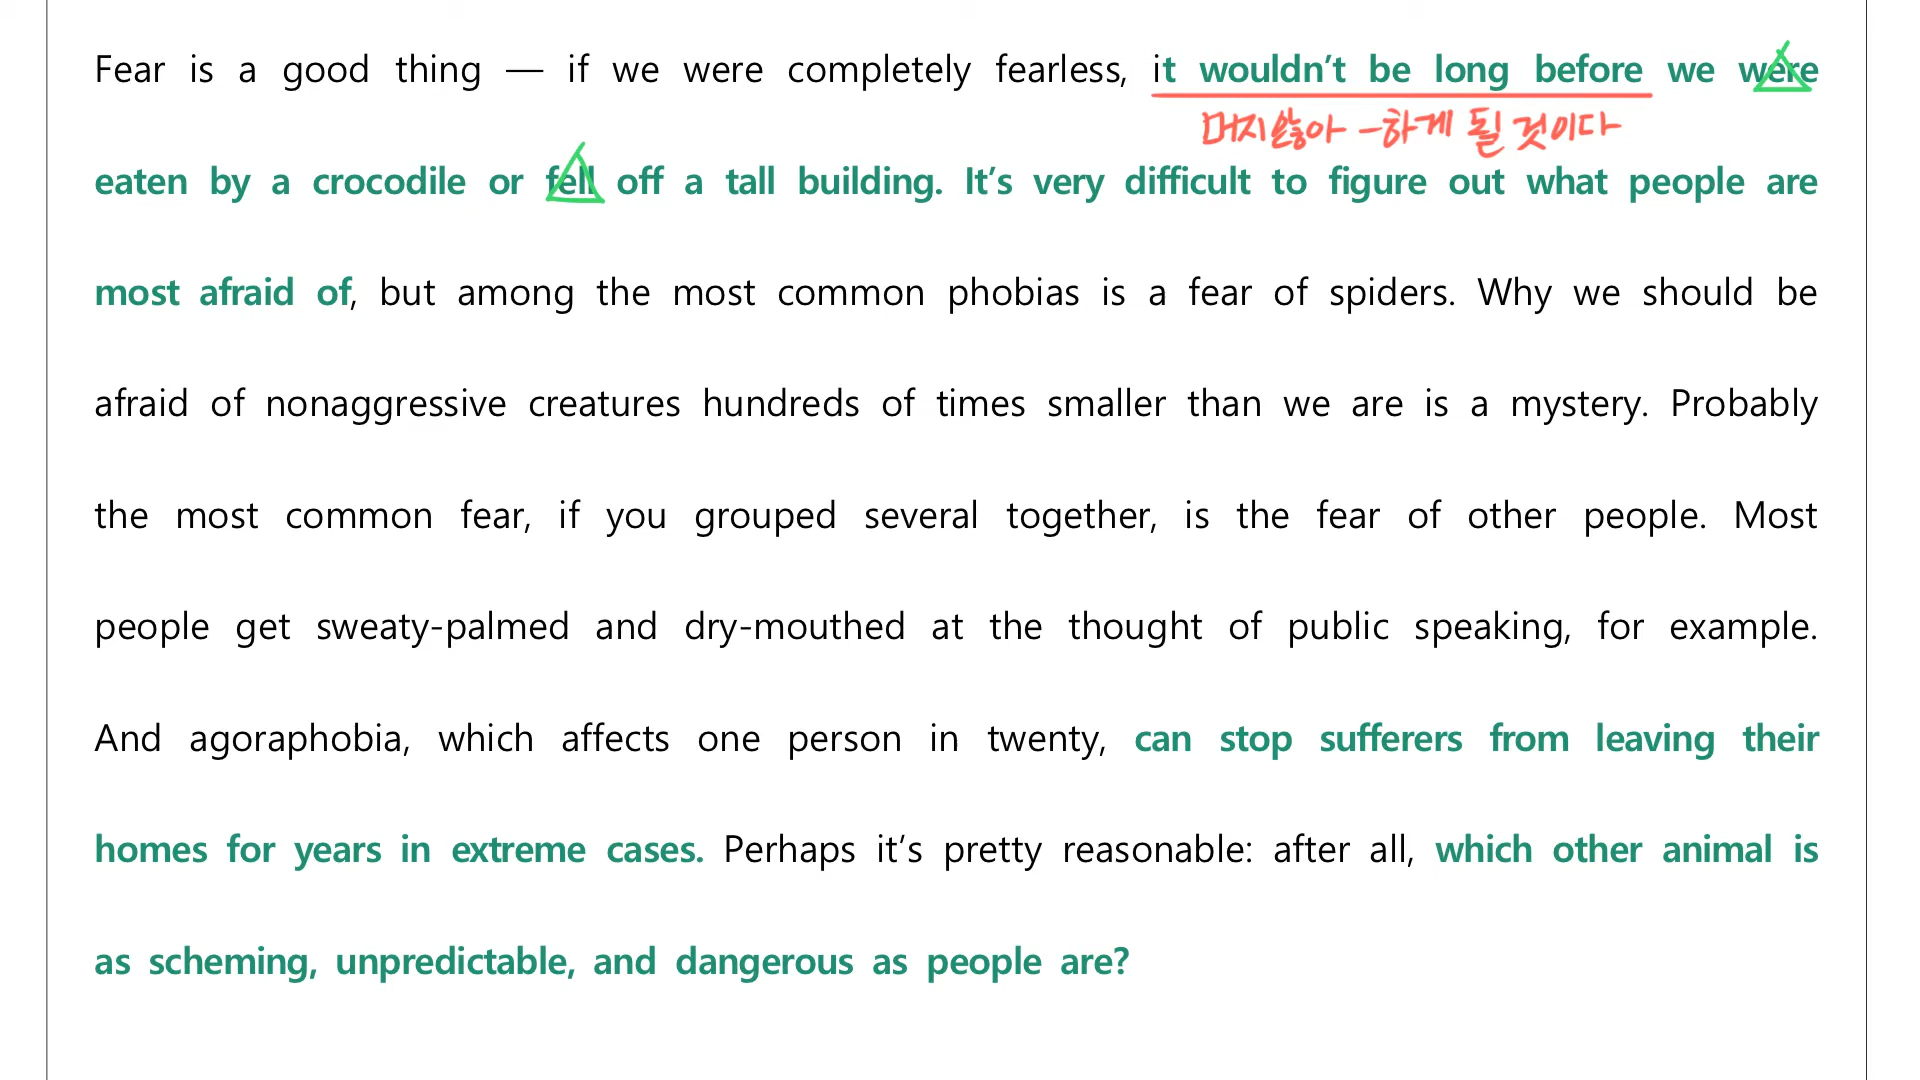 Fear is a good thing — if we were completely fearless, it wouldn't be long before we were
머지않아 -하게 될 것이다
eaten by a crocodile or fell off a tall building. It's very difficult to figure out what people are
most afraid of, but among the most common phobias is a fear of spiders. Why we should be
afraid of nonaggressive creatures hundreds of times smaller than we are is a mystery. Probably
the most common fear, if you grouped several together, is the fear of other people. Most
people get sweaty-palmed and dry-mouthed at the thought of public speaking, for example.
And agoraphobia, which affects one person in twenty, can stop sufferers from leaving their
homes for years in extreme cases. Perhaps it's pretty reasonable: after all, which other animal is
as scheming, unpredictable, and dangerous as people are?